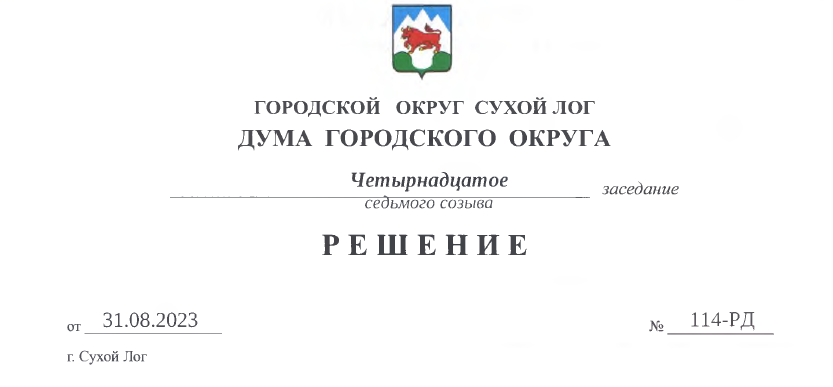 ГОРОДСКОЙ ОКРУГ СУХОЙ ЛОГ
ДУМА ГОРОДСКОГО ОКРУГА
Четырнадцатое заседание
седьмого созыва
РЕШЕНИЕ
от 31.08.2023 № 114-РД
г. Сухой Лог